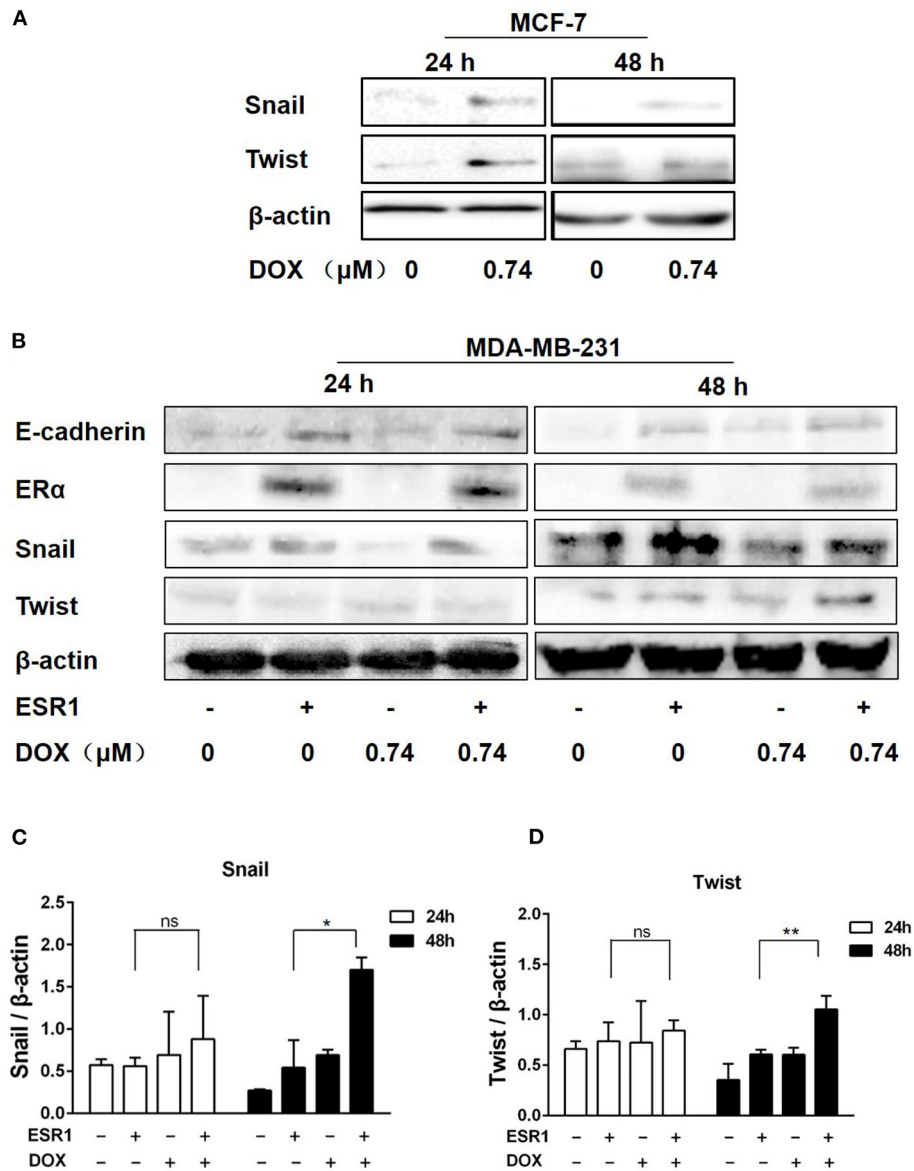 A
MCF-7
24 h 48 h
Snail
Twist
β-actin
DOX （μM） 0 0.74 0 0.74
B
MDA-MB-231
24 h 48 h
E-cadherin
ERα
Snail
Twist
β-actin
ESR1 - + - + - + - +
DOX（μM） 0 0 0.74 0.74 0 0 0.74 0.74
C
Snail
Snail / β-actin
2.5
2.0
1.5
1.0
0.5
0.0
ns
*
24h
48h
ESR1 − + − + − + − +
DOX − − + + − − + +
D
Twist
Twist / β-actin
2.0
1.5
1.0
0.5
0.0
ns
**
24h
48h
ESR1 − + − + − + − +
DOX − − + + − − + +